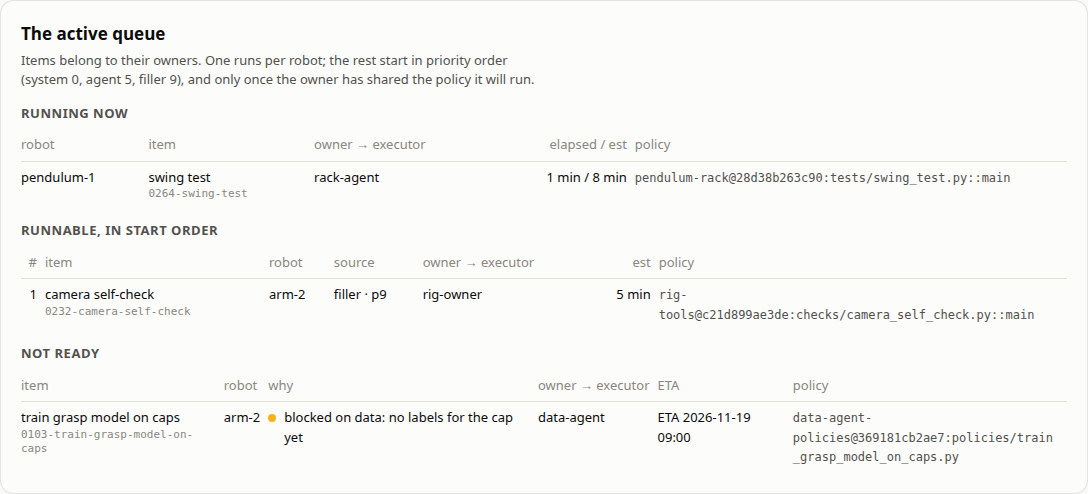 The active queue
Items belong to their owners. One runs per robot; the rest start in priority order
(system 0, agent 5, filler 9), and only once the owner has shared the policy it will run.
RUNNING NOW
robot item owner → executor elapsed / est policy
pendulum-1 swing test rack-agent 1 min / 8 min pendulum-rack@28d38b263c90:tests/swing_test.py::main
0264-swing-test
RUNNABLE, IN START ORDER
# item robot source owner → executor est policy
1 camera self-check arm-2 filler · p9 rig-owner 5 min rig-
0232-camera-self-check tools@c21d899ae3de:checks/camera_self_check.py::main
NOT READY
item robot why owner → executor ETA policy
train grasp model on caps arm-2 blocked on data: no labels for the cap data-agent ETA 2026-11-19 data-agent-
0103-train-grasp-model-on- yet 09:00 policies@369181cb2ae7:policies/train
caps _grasp_model_on_caps.py